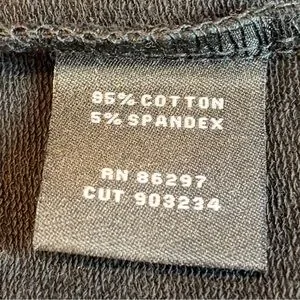 95% COTTON
5% SPANDEX
RN 86297
CUT 903234